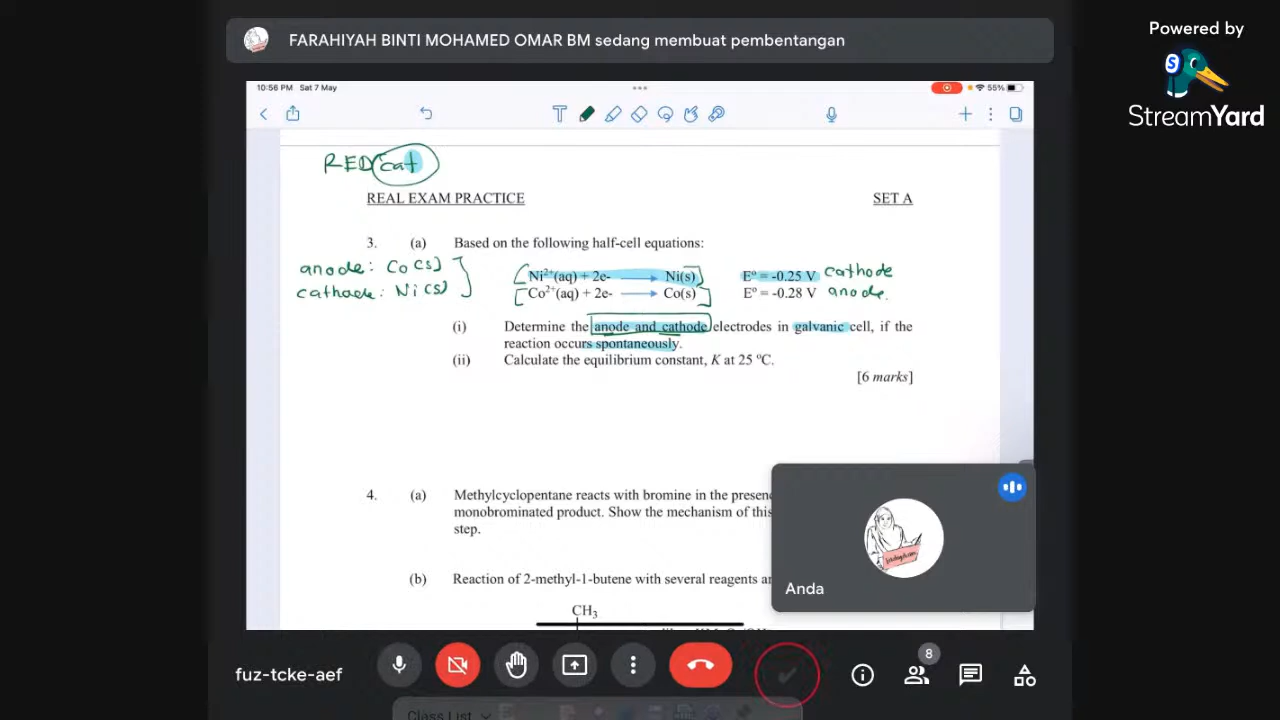 FARAHIYAH BINTI MOHAMED OMAR BM sedang membuat pembentangan
Powered by
StreamYard
10:56 PM Sat 7 May
55%
REDcat
REAL EXAM PRACTICE SET A
3. (a) Based on the following half-cell equations:
anode: Co(s)
cathode: Ni(s)
Ni²⁺(aq) + 2e- → Ni(s) E° = -0.25 V cathode
Co²⁺(aq) + 2e- → Co(s) E° = -0.28 V anode.
(i) Determine the anode and cathode electrodes in galvanic cell, if the
reaction occurs spontaneously.
(ii) Calculate the equilibrium constant, K at 25 °C.
[6 marks]
4. (a) Methylcyclopentane reacts with bromine in the
monobrominated product. Show the mechanism of this
step.
(b) Reaction of 2-methyl-1-butene with several reagents
CH₃
Anda
fuz-tcke-aef
8
Class List